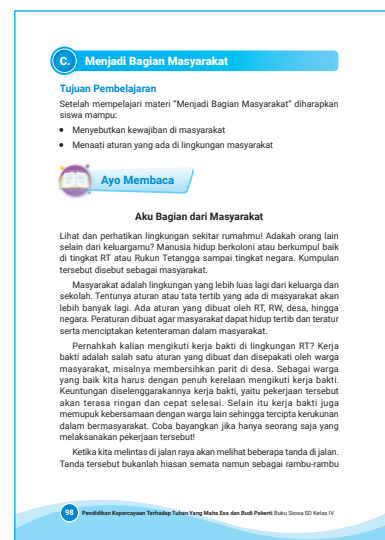 C. Menjadi Bagian Masyarakat
Tujuan Pembelajaran
Setelah mempelajari materi "Menjadi Bagian Masyarakat" diharapkan
siswa mampu:
• Menyebutkan kewajiban di masyarakat
• Menaati aturan yang ada di lingkungan masyarakat
Ayo Membaca
Aku Bagian dari Masyarakat
Lihat dan perhatikan lingkungan sekitar rumahmu! Adakah orang lain
selain dari keluargamu? Manusia hidup berkoloni atau berkumpul baik
di tingkat RT atau Rukun Tetangga sampai tingkat negara. Kumpulan
tersebut disebut sebagai masyarakat.
Masyarakat adalah lingkungan yang lebih luas lagi dari keluarga dan
sekolah. Tentunya aturan atau tata tertib yang ada di masyarakat akan
lebih banyak lagi. Ada aturan yang dibuat oleh RT, RW, desa, hingga
negara. Peraturan dibuat agar masyarakat dapat hidup tertib dan teratur
serta menciptakan ketenteraman dalam masyarakat.
Pernahkah kalian mengikuti kerja bakti di lingkungan RT? Kerja
bakti adalah salah satu aturan yang dibuat dan disepakati oleh warga
masyarakat, misalnya membersihkan parit di desa. Sebagai warga
yang baik kita harus dengan penuh kerelaan mengikuti kerja bakti.
Keuntungan diselenggarakannya kerja bakti, yaitu pekerjaan tersebut
akan terasa ringan dan cepat selesai. Selain itu kerja bakti juga
memupuk kebersamaan dengan warga lain sehingga tercipta kerukunan
dalam bermasyarakat. Coba bayangkan jika hanya seorang saja yang
melaksanakan pekerjaan tersebut!
Ketika kita melintas di jalan raya akan melihat beberapa tanda di jalan.
Tanda tersebut bukanlah hiasan semata namun sebagai rambu-rambu
98 Pendidikan Kepercayaan Terhadap Tuhan Yang Maha Esa dan Budi Pekerti Buku Siswa SD Kelas IV